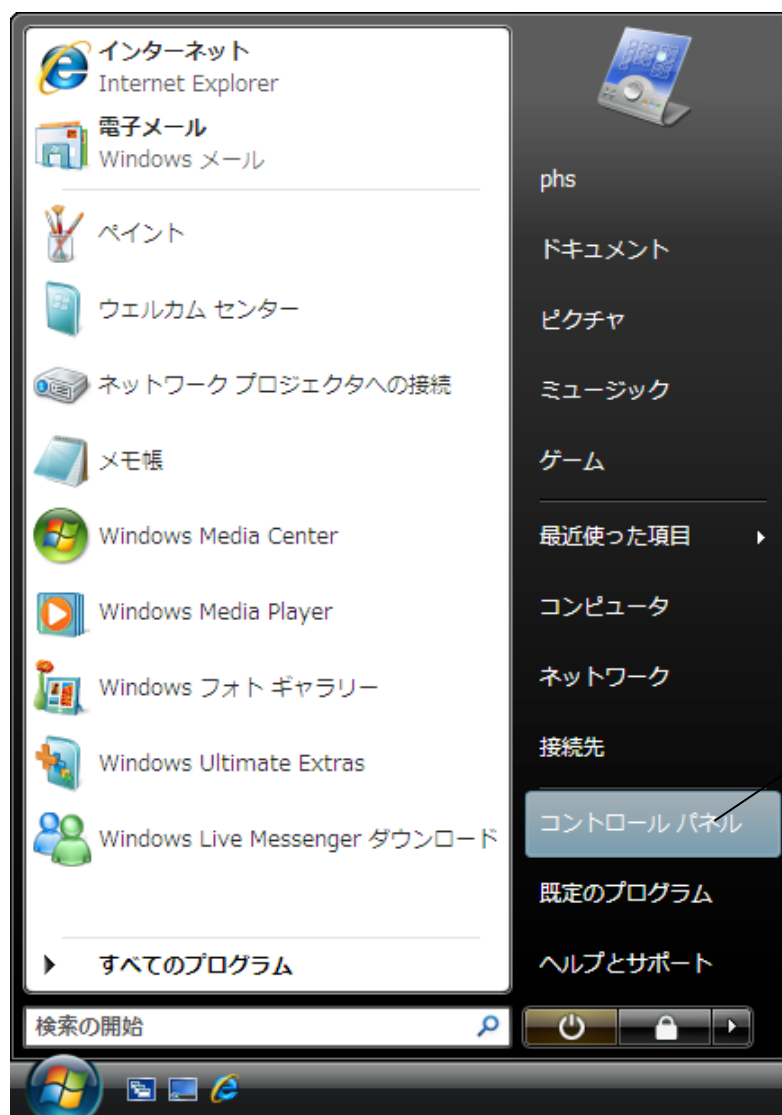 インターネット
Internet Explorer
電子メール
Windows メール
ペイント
ウェルカム センター
ネットワーク プロジェクタへの接続
メモ帳
Windows Media Center
Windows Media Player
Windows フォト ギャラリー
Windows Ultimate Extras
Windows Live Messenger ダウンロード
すべてのプログラム
検索の開始
phs
ドキュメント
ピクチャ
ミュージック
ゲーム
最近使った項目
コンピュータ
ネットワーク
接続先
コントロール パネル
既定のプログラム
ヘルプとサポート